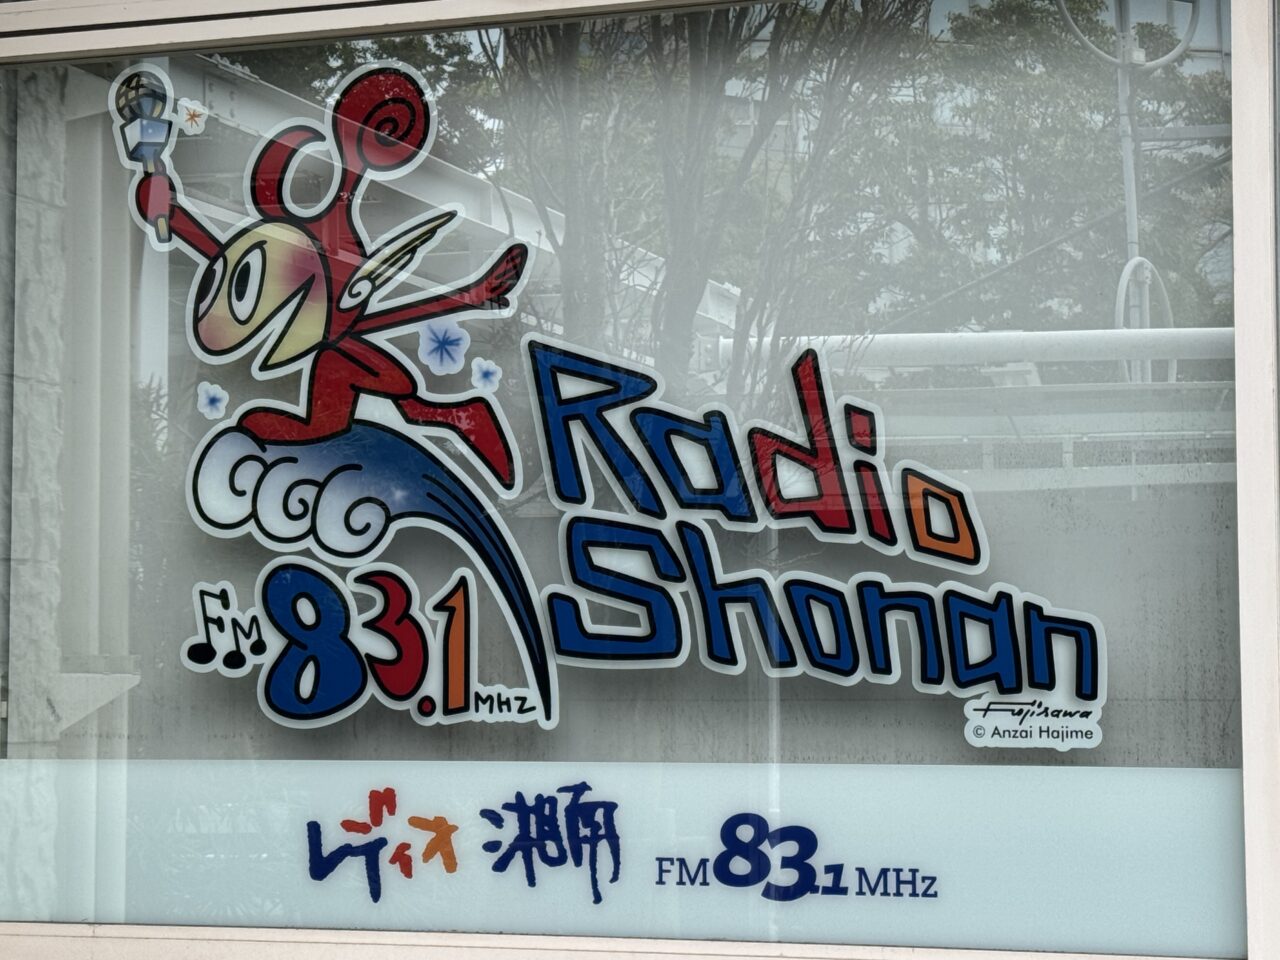 Radio
Shonan
FM 83.1 MHz
Fujisawa
© Anzai Hajime
レディオ 湘南 FM 83.1 MHz